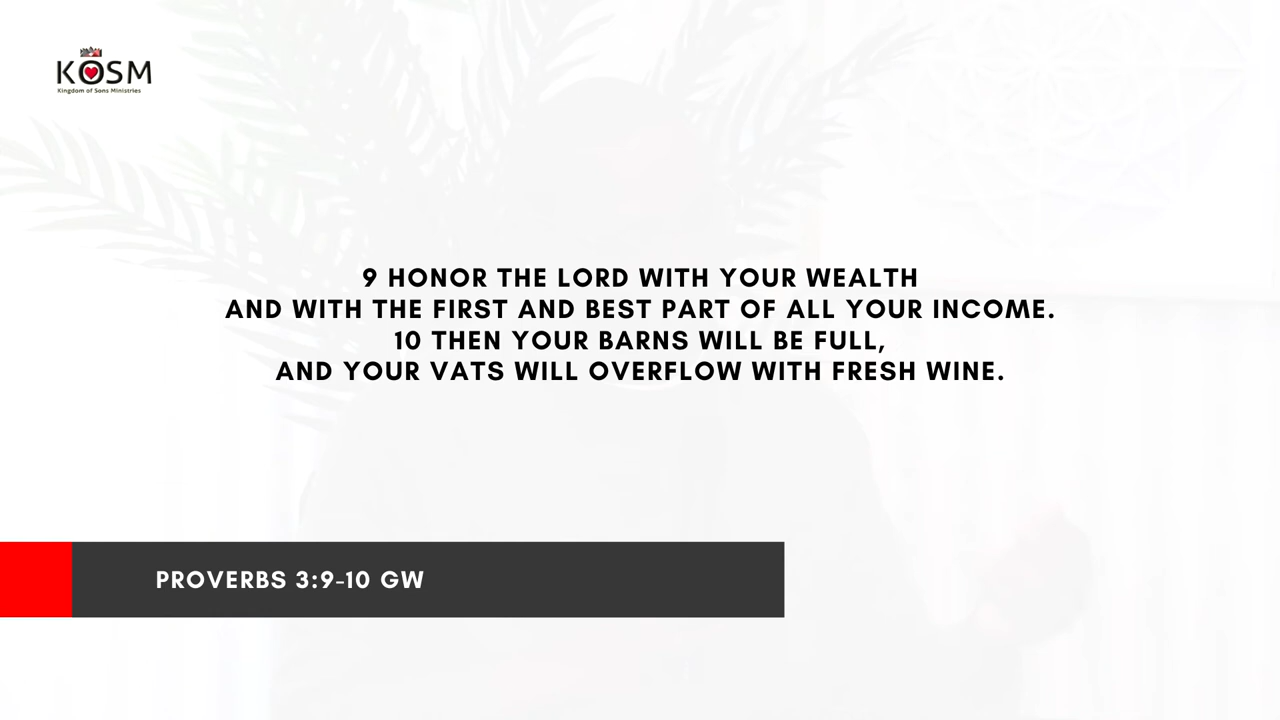 KOSM
Kingdom of Sons Ministries
9 HONOR THE LORD WITH YOUR WEALTH
AND WITH THE FIRST AND BEST PART OF ALL YOUR INCOME.
10 THEN YOUR BARNS WILL BE FULL,
AND YOUR VATS WILL OVERFLOW WITH FRESH WINE.
PROVERBS 3:9-10 GW